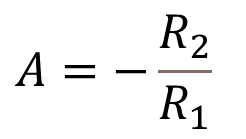 A = − R₂/R₁